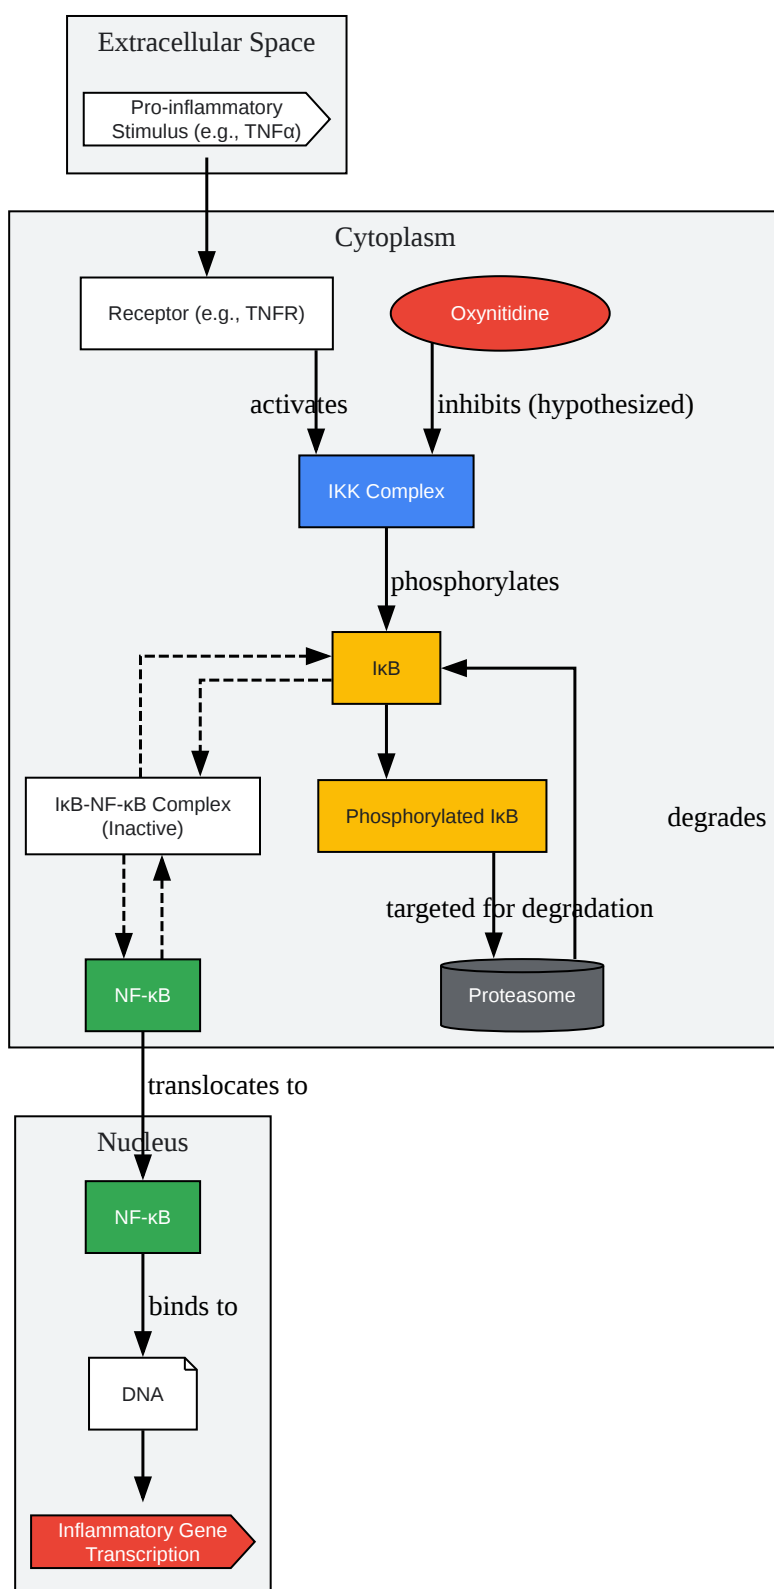 Extracellular Space
Pro-inflammatory
Stimulus (e.g., TNFα)
Cytoplasm
Receptor (e.g., TNFR)
Oxynitidine
activates
inhibits (hypothesized)
IKK Complex
phosphorylates
IκB
IκB-NF-κB Complex
(Inactive)
Phosphorylated IκB
degrades
targeted for degradation
NF-κB
Proteasome
translocates to
Nucleus
NF-κB
binds to
DNA
Inflammatory Gene
Transcription